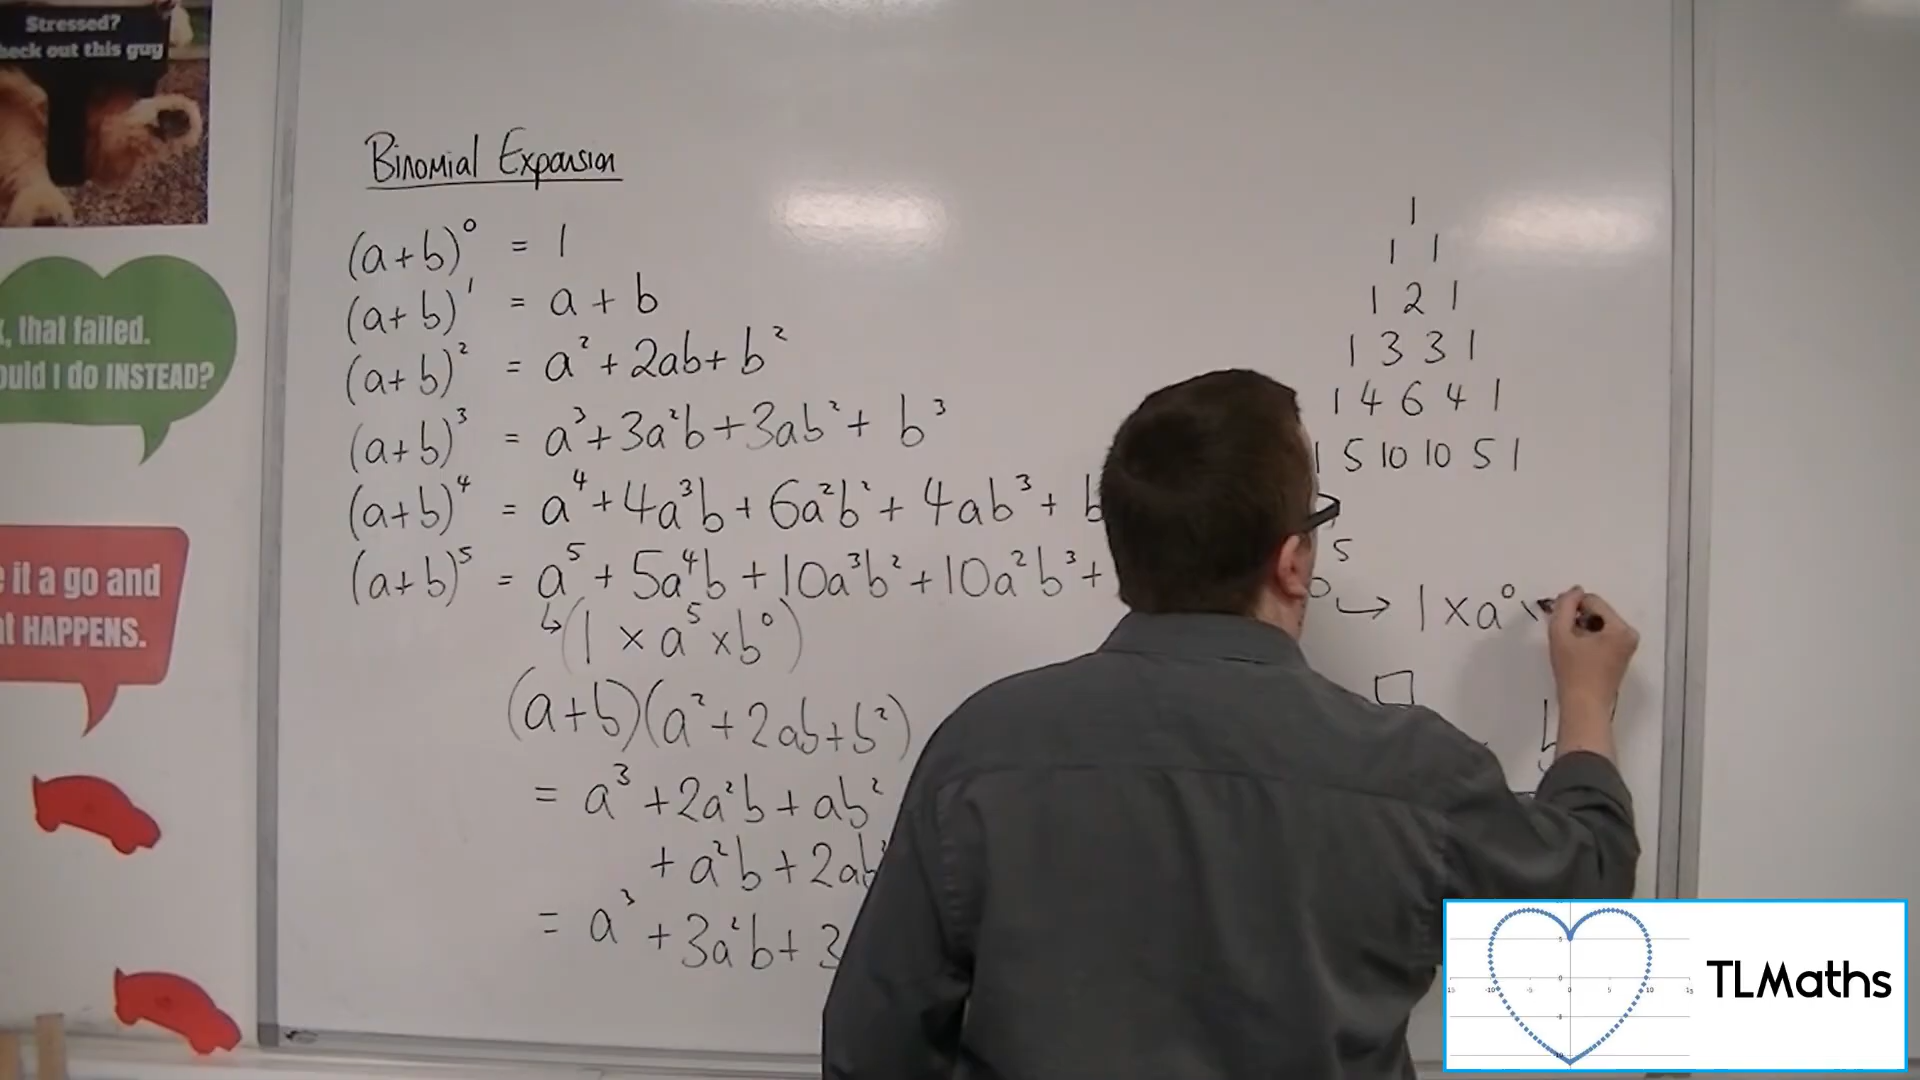 Stressed?
heck out this guy
, that failed.
ould I do INSTEAD?
it a go and
HAPPENS.
Binomial Expansion
(a+b)⁰ = 1
(a+b)¹ = a + b
(a+b)² = a² + 2ab + b²
(a+b)³ = a³ + 3a²b + 3ab² + b³
(a+b)⁴ = a⁴ + 4a³b + 6a²b² + 4ab³ + b
(a+b)⁵ = a⁵ + 5a⁴b + 10a³b² + 10a²b³ +
↳ (1 × a⁵ × b⁰)
(a+b)(a² + 2ab + b²)
= a³ + 2a²b + ab²
+ a²b + 2ab
= a³ + 3a²b + 3
1
1 1
1 2 1
1 3 3 1
1 4 6 4 1
1 5 10 10 5 1
5
→ 1 × a⁰
TLMaths